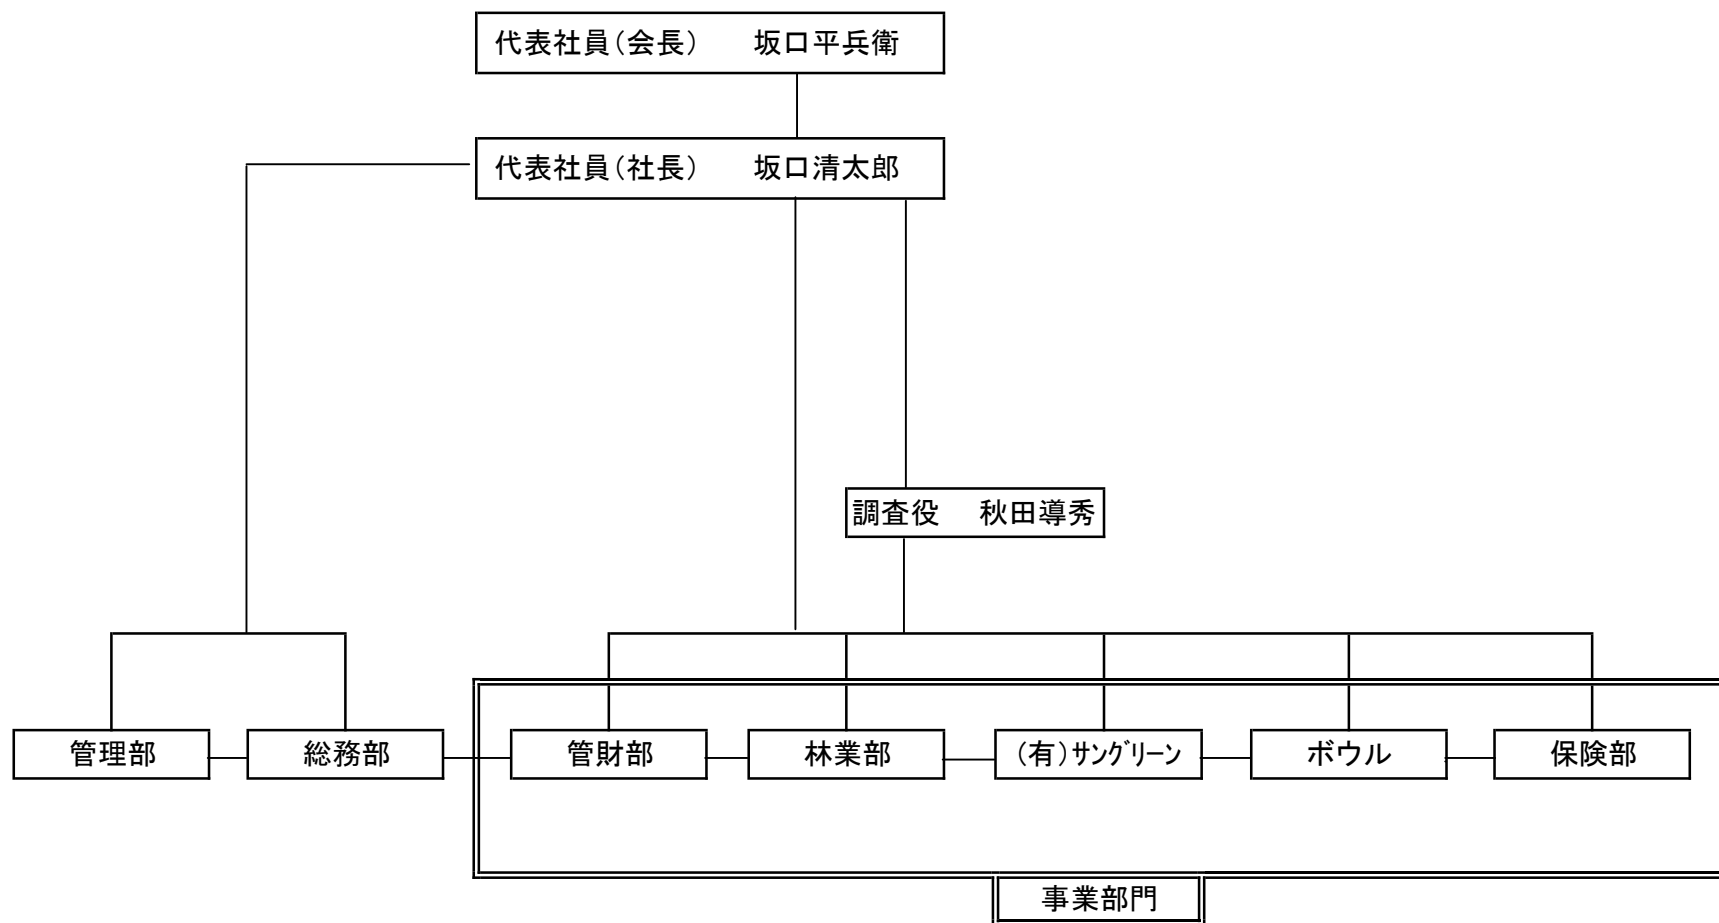 代表社員(会長) 坂口平兵衛
代表社員(社長) 坂口清太郎
調査役 秋田導秀
管理部 総務部 管財部 林業部 (有)サングリーン ボウル 保険部
事業部門